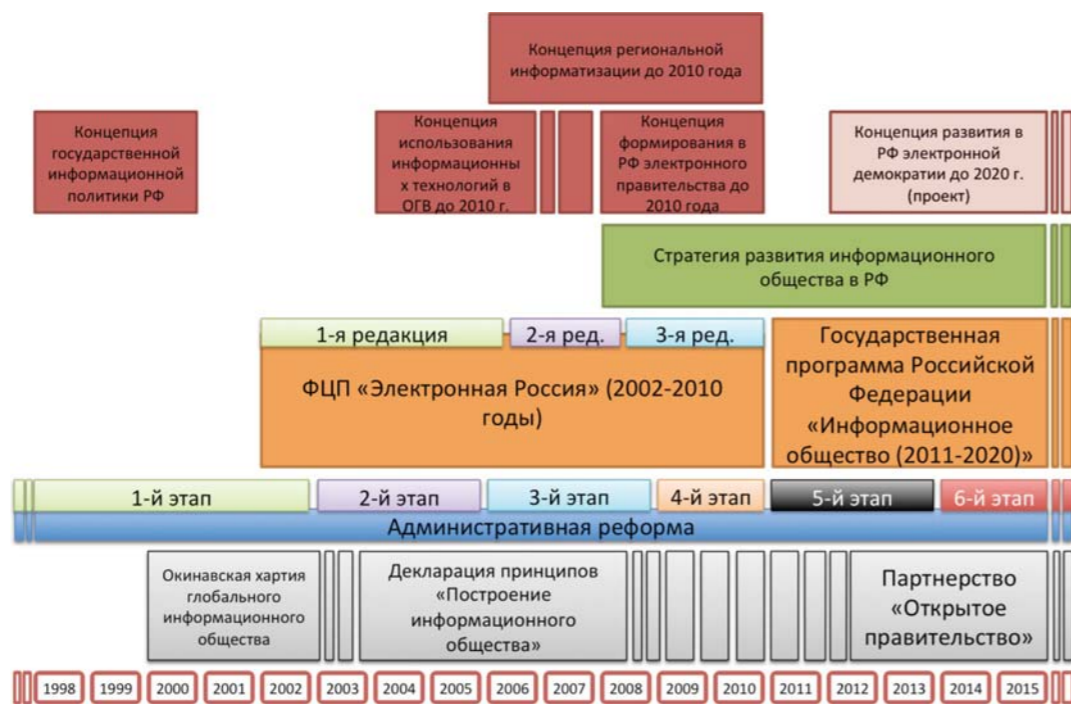 Концепция региональной
информатизации до 2010 года
Концепция
государственной
информационной
политики РФ
Концепция
использования
информационны
х технологий в
ОГВ до 2010 г.
Концепция
формирования в
РФ электронного
правительства до
2010 года
Концепция развития в
РФ электронной
демократии до 2020 г.
(проект)
Стратегия развития информационного
общества в РФ
1-я редакция
2-я ред.
3-я ред.
ФЦП «Электронная Россия» (2002-2010
годы)
Государственная
программа Российской
Федерации
«Информационное
общество (2011-2020)»
1-й этап
2-й этап
3-й этап
4-й этап
5-й этап
6-й этап
Административная реформа
Окинавская хартия
глобального
информационного
общества
Декларация принципов
«Построение
информационного
общества»
Партнерство
«Открытое
правительство»
1998 1999 2000 2001 2002 2003 2004 2005 2006 2007 2008 2009 2010 2011 2012 2013 2014 2015